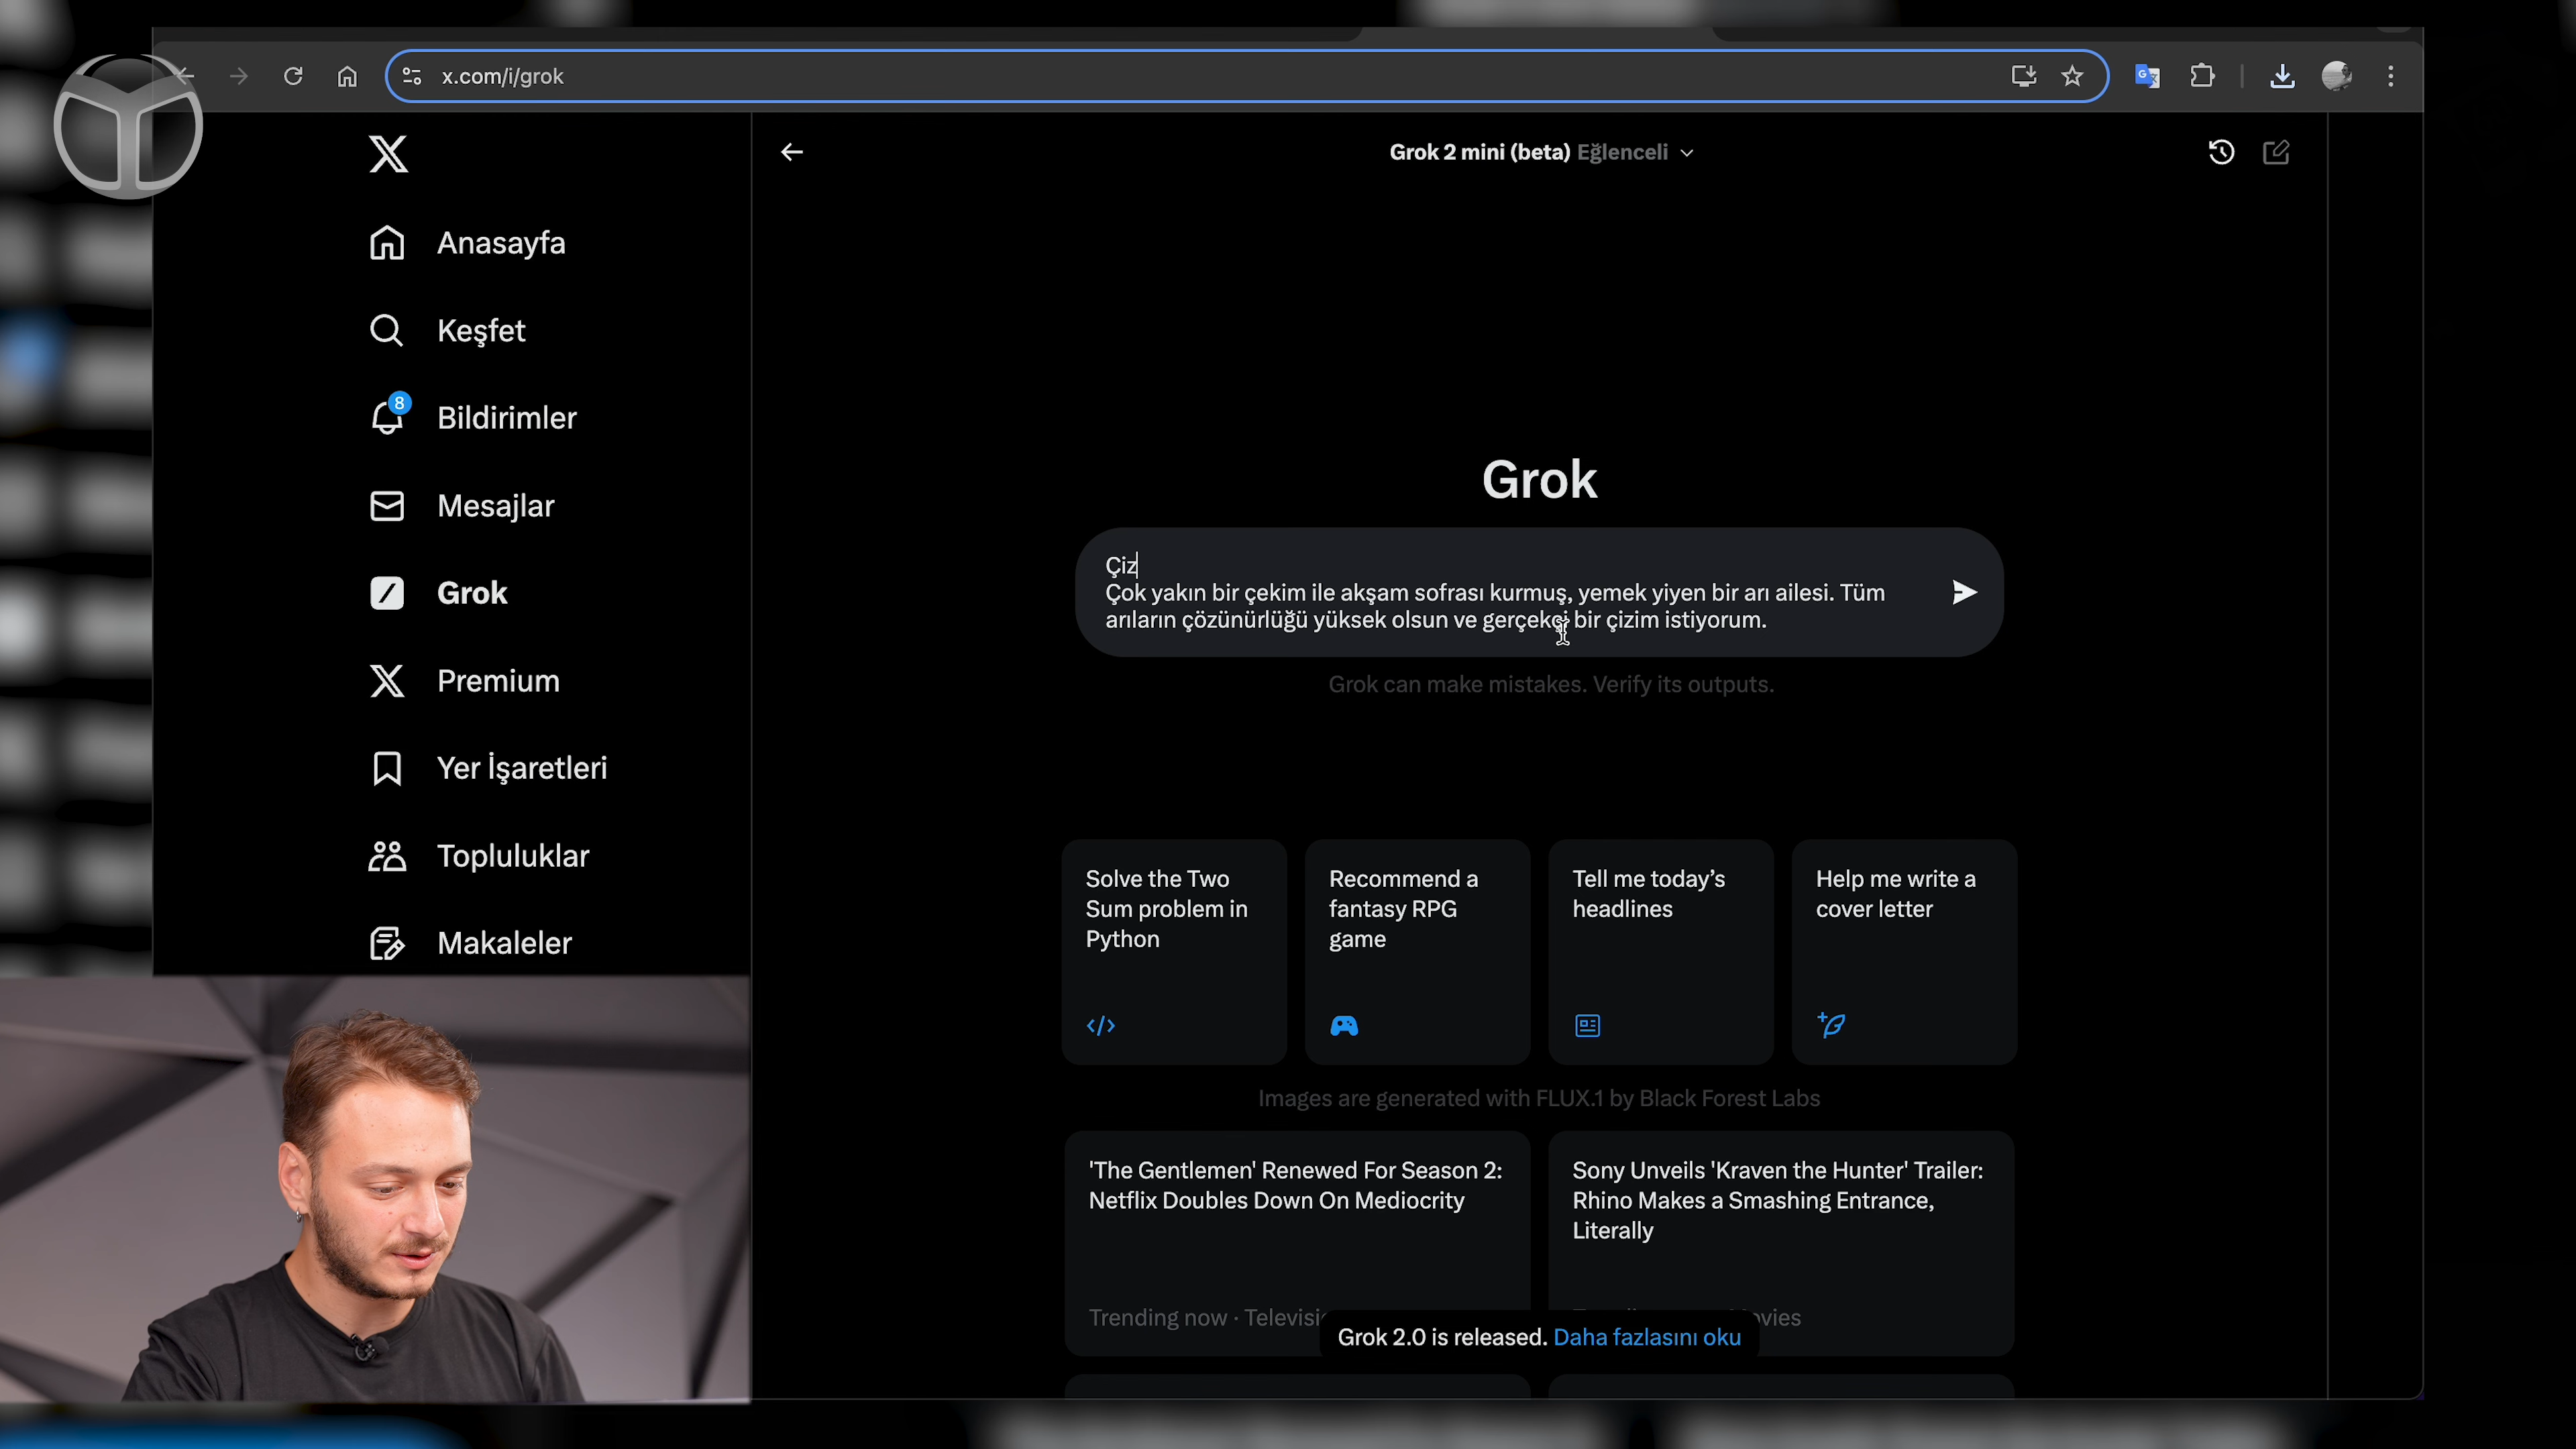 x.com/i/grok
Grok 2 mini (beta) Eğlenceli
Anasayfa
Keşfet
8
Bildirimler
Mesajlar
Grok
Premium
Yer İşaretleri
Topluluklar
Makaleler
Grok
Çiz
Çok yakın bir çekim ile akşam sofrası kurmuş, yemek yiyen bir arı ailesi. Tüm
arıların çözünürlüğü yüksek olsun ve gerçekçi bir çizim istiyorum.
Grok can make mistakes. Verify its outputs.
Solve the Two
Sum problem in
Python
Recommend a
fantasy RPG
game
Tell me today's
headlines
Help me write a
cover letter
Images are generated with FLUX.1 by Black Forest Labs
'The Gentlemen' Renewed For Season 2:
Netflix Doubles Down On Mediocrity
Trending now ·
Sony Unveils 'Kraven the Hunter' Trailer:
Rhino Makes a Smashing Entrance,
Literally
Grok 2.0 is released. Daha fazlasını oku